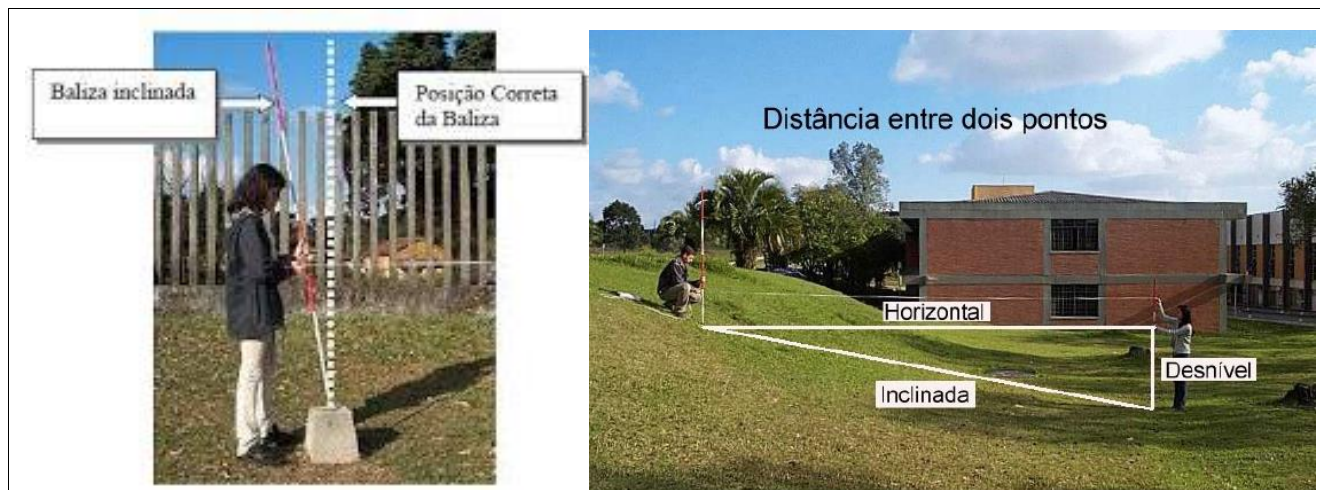 Baliza inclinada
Posição Correta
da Baliza
Distância entre dois pontos
Horizontal
Inclinada
Desnível